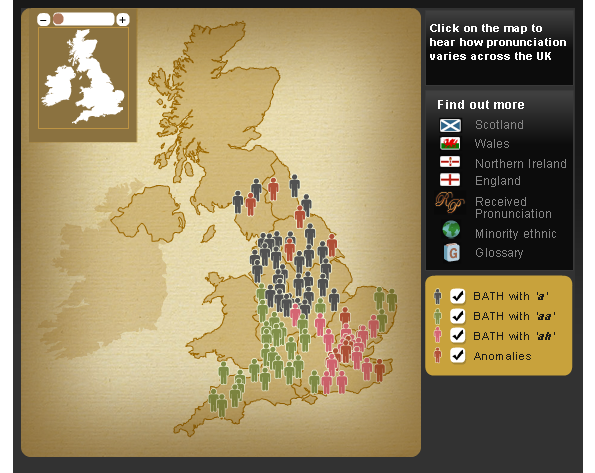 − +
Click on the map to
hear how pronunciation
varies across the UK
Find out more
Scotland
Wales
Northern Ireland
England
RP Received
Pronunciation
Minority ethnic
G Glossary
BATH with 'a'
BATH with 'aa'
BATH with 'ah'
Anomalies